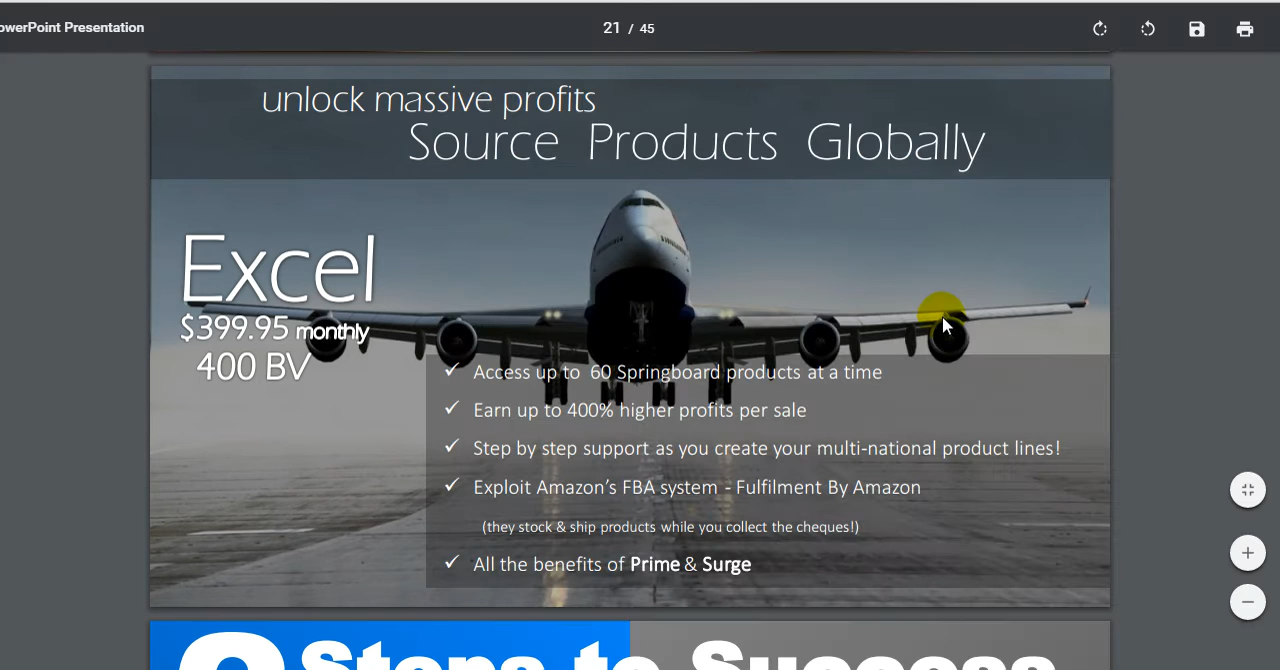 owerPoint Presentation
21 / 45
unlock massive profits
Source Products Globally
Excel
$399.95 monthly
400 BV
✓ Access up to 60 Springboard products at a time
✓ Earn up to 400% higher profits per sale
✓ Step by step support as you create your multi-national product lines!
✓ Exploit Amazon's FBA system - Fulfilment By Amazon
(they stock & ship products while you collect the cheques!)
✓ All the benefits of Prime & Surge
Steps to Success